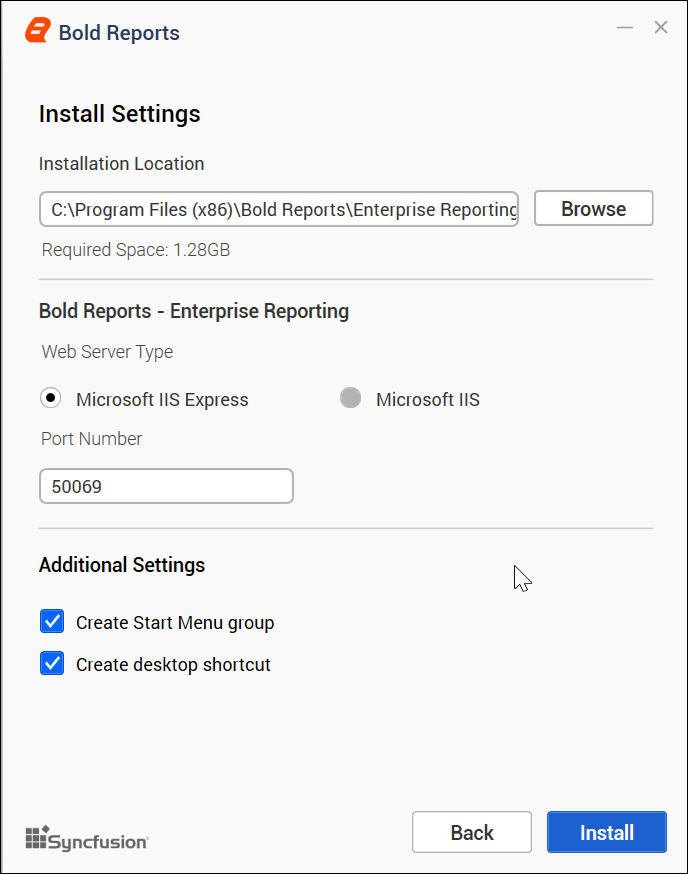 Bold Reports
Install Settings
Installation Location
C:\Program Files (x86)\Bold Reports\Enterprise Reporting
Browse
Required Space: 1.28GB
Bold Reports - Enterprise Reporting
Web Server Type
Microsoft IIS Express
Microsoft IIS
Port Number
50069
Additional Settings
Create Start Menu group
Create desktop shortcut
Syncfusion
Back
Install